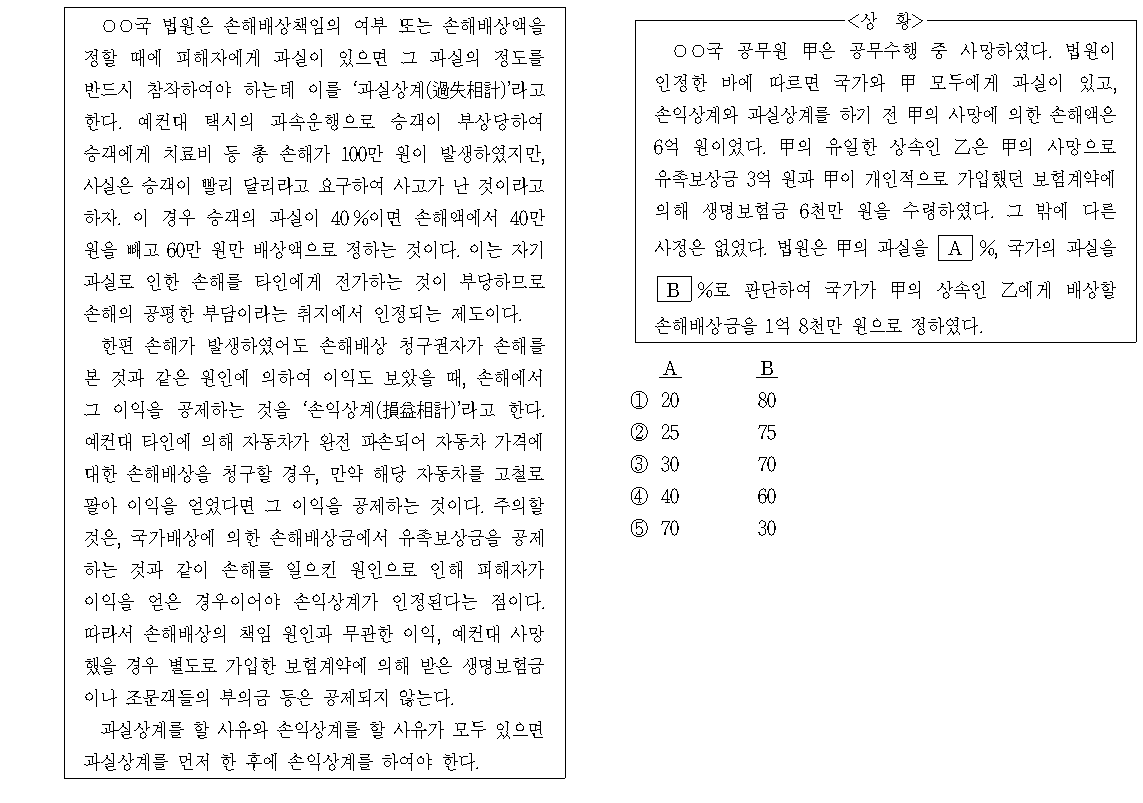 ○○국 법원은 손해배상책임의 여부 또는 손해배상액을
정할 때에 피해자에게 과실이 있으면 그 과실의 정도를
반드시 참작하여야 하는데 이를 ‘과실상계(過失相計)’라고
한다. 예컨대 택시의 과속운행으로 승객이 부상당하여
승객에게 치료비 등 총 손해가 100만 원이 발생하였지만,
사실은 승객이 빨리 달리라고 요구하여 사고가 난 것이라고
하자. 이 경우 승객의 과실이 40%이면 손해액에서 40만
원을 빼고 60만 원만 배상액으로 정하는 것이다. 이는 자기
과실로 인한 손해를 타인에게 전가하는 것이 부당하므로
손해의 공평한 부담이라는 취지에서 인정되는 제도이다.
한편 손해가 발생하였어도 손해배상 청구권자가 손해를
본 것과 같은 원인에 의하여 이익도 보았을 때, 손해에서
그 이익을 공제하는 것을 ‘손익상계(損益相計)’라고 한다.
예컨대 타인에 의해 자동차가 완전 파손되어 자동차 가격에
대한 손해배상을 청구할 경우, 만약 해당 자동차를 고철로
팔아 이익을 얻었다면 그 이익을 공제하는 것이다. 주의할
것은, 국가배상에 의한 손해배상금에서 유족보상금을 공제
하는 것과 같이 손해를 일으킨 원인으로 인해 피해자가
이익을 얻은 경우이어야 손익상계가 인정된다는 점이다.
따라서 손해배상의 책임 원인과 무관한 이익, 예컨대 사망
했을 경우 별도로 가입한 보험계약에 의해 받은 생명보험금
이나 조문객들의 부의금 등은 공제되지 않는다.
과실상계를 할 사유와 손익상계를 할 사유가 모두 있으면
과실상계를 먼저 한 후에 손익상계를 하여야 한다.
<상 황>
○○국 공무원 甲은 공무수행 중 사망하였다. 법원이
인정한 바에 따르면 국가와 甲 모두에게 과실이 있고,
손익상계와 과실상계를 하기 전 甲의 사망에 의한 손해액은
6억 원이었다. 甲의 유일한 상속인 乙은 甲의 사망으로
유족보상금 3억 원과 甲이 개인적으로 가입했던 보험계약에
의해 생명보험금 6천만 원을 수령하였다. 그 밖에 다른
사정은 없었다. 법원은 甲의 과실을 A %, 국가의 과실을
B %로 판단하여 국가가 甲의 상속인 乙에게 배상할
손해배상금을 1억 8천만 원으로 정하였다.
A B
① 20 80
② 25 75
③ 30 70
④ 40 60
⑤ 70 30